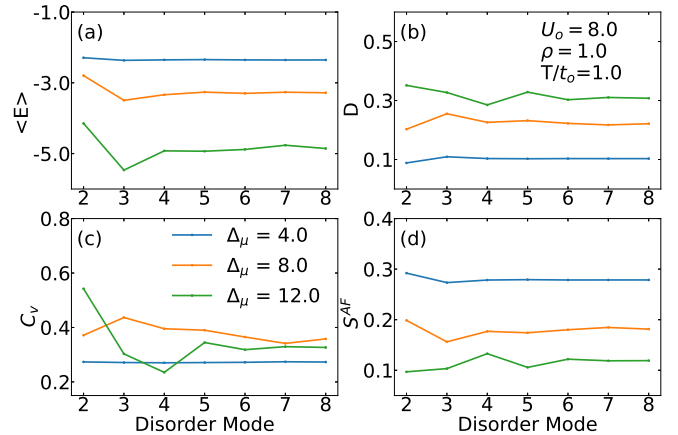 (a)
<E>
-1.0
-3.0
-5.0
2 3 4 5 6 7 8
(b)
U_o = 8.0
ρ = 1.0
T/t_o=1.0
D
0.5
0.3
0.1
2 3 4 5 6 7 8
(c)
Δ_μ = 4.0
Δ_μ = 8.0
Δ_μ = 12.0
C_v
0.8
0.6
0.4
0.2
2 3 4 5 6 7 8
Disorder Mode
(d)
S^AF
0.4
0.3
0.2
0.1
2 3 4 5 6 7 8
Disorder Mode